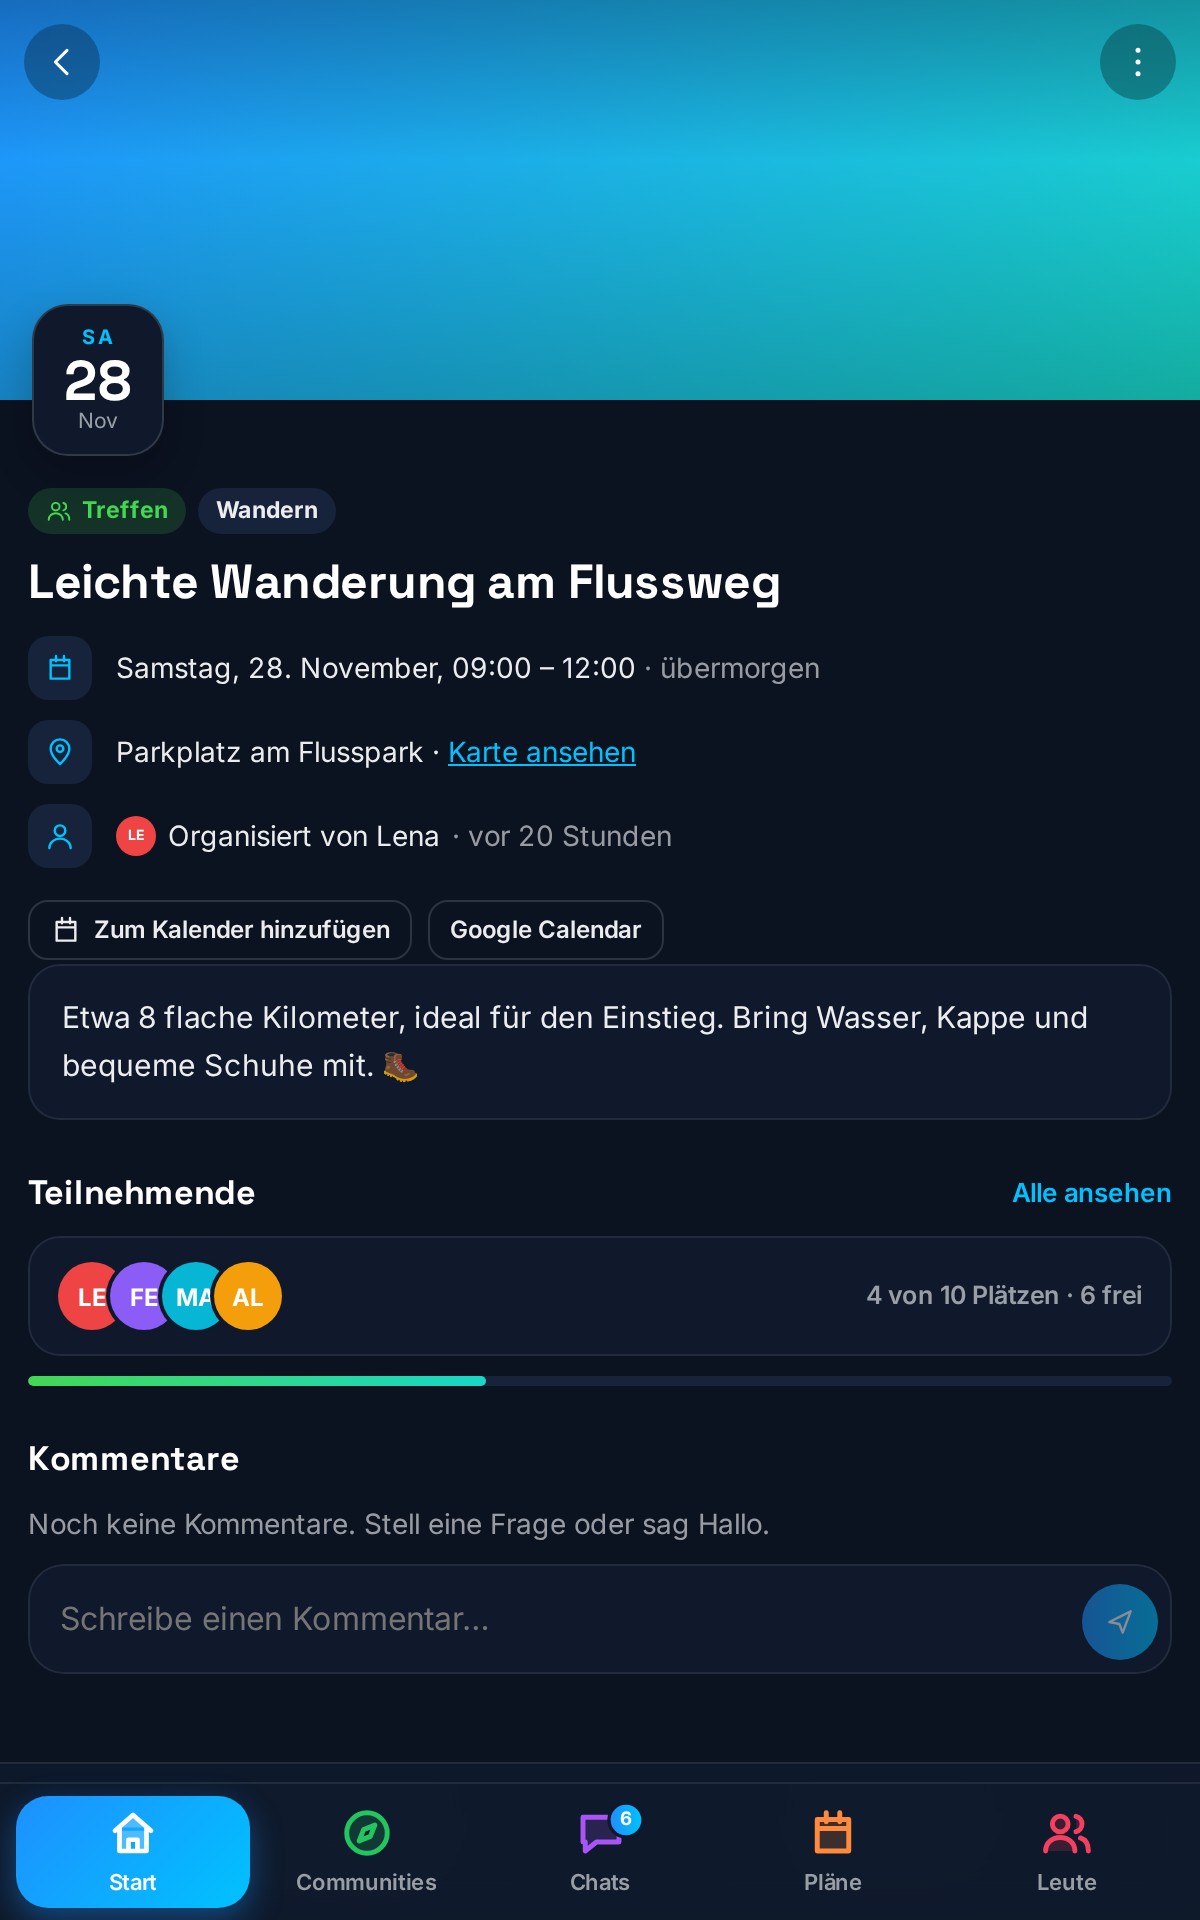 SA
28
Nov
Treffen
Wandern
Leichte Wanderung am Flussweg
Samstag, 28. November, 09:00 – 12:00 · übermorgen
Parkplatz am Flusspark · Karte ansehen
LE Organisiert von Lena · vor 20 Stunden
Zum Kalender hinzufügen
Google Calendar
Etwa 8 flache Kilometer, ideal für den Einstieg. Bring Wasser, Kappe und
bequeme Schuhe mit. 🥾
Teilnehmende
Alle ansehen
LE FE MA AL
4 von 10 Plätzen · 6 frei
Kommentare
Noch keine Kommentare. Stell eine Frage oder sag Hallo.
Schreibe einen Kommentar...
6
Start
Communities
Chats
Pläne
Leute